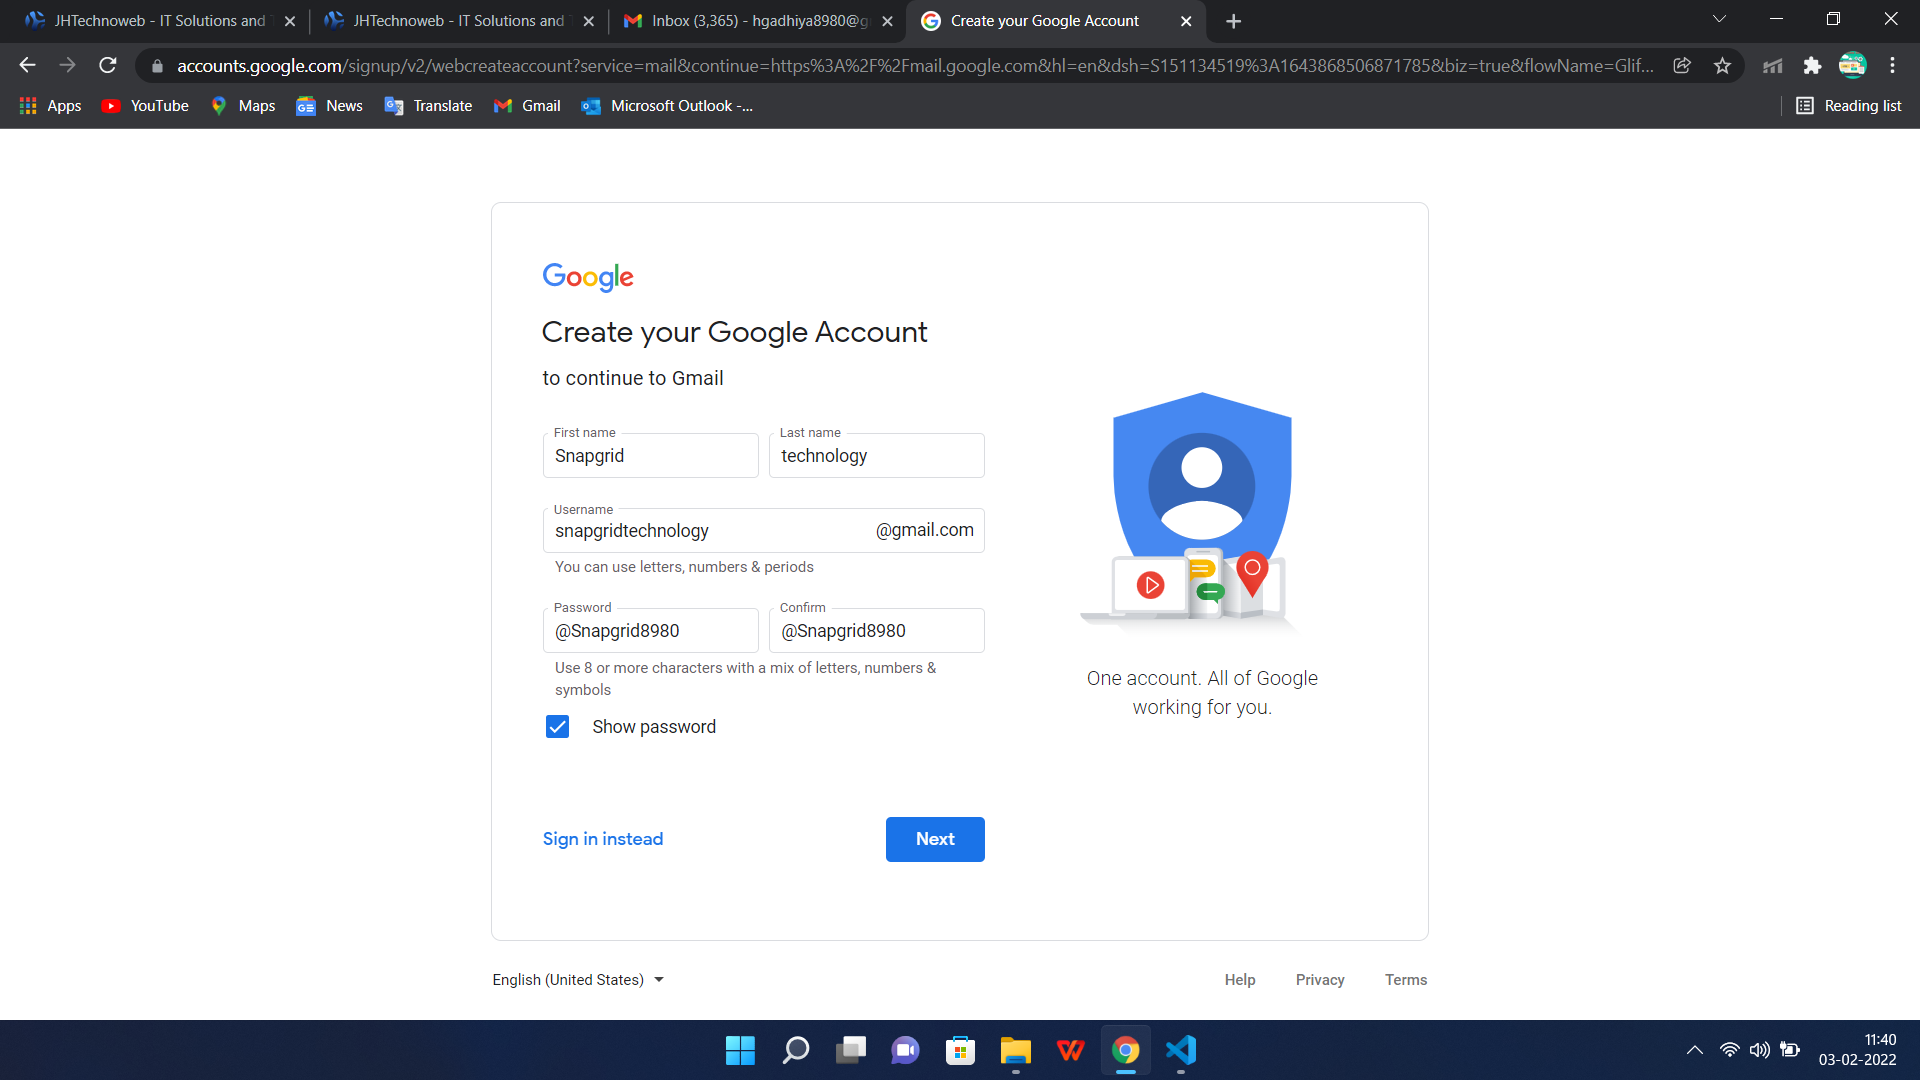 JHTechnoweb - IT Solutions and
JHTechnoweb - IT Solutions and
Inbox (3,365) - hgadhiya8980@g
Create your Google Account
accounts.google.com/signup/v2/webcreateaccount?service=mail&continue=https%3A%2F%2Fmail.google.com&hl=en&dsh=S151134519%3A1643868506871785&biz=true&flowName=Glif...
Apps
YouTube
Maps
News
Translate
Gmail
Microsoft Outlook -...
Reading list
Google
Create your Google Account
to continue to Gmail
First name
Last name
Snapgrid
technology
Username
snapgridtechnology
@gmail.com
You can use letters, numbers & periods
Password
Confirm
@Snapgrid8980
@Snapgrid8980
Use 8 or more characters with a mix of letters, numbers &
symbols
Show password
Sign in instead
Next
One account. All of Google
working for you.
English (United States)
Help
Privacy
Terms
11:40
03-02-2022